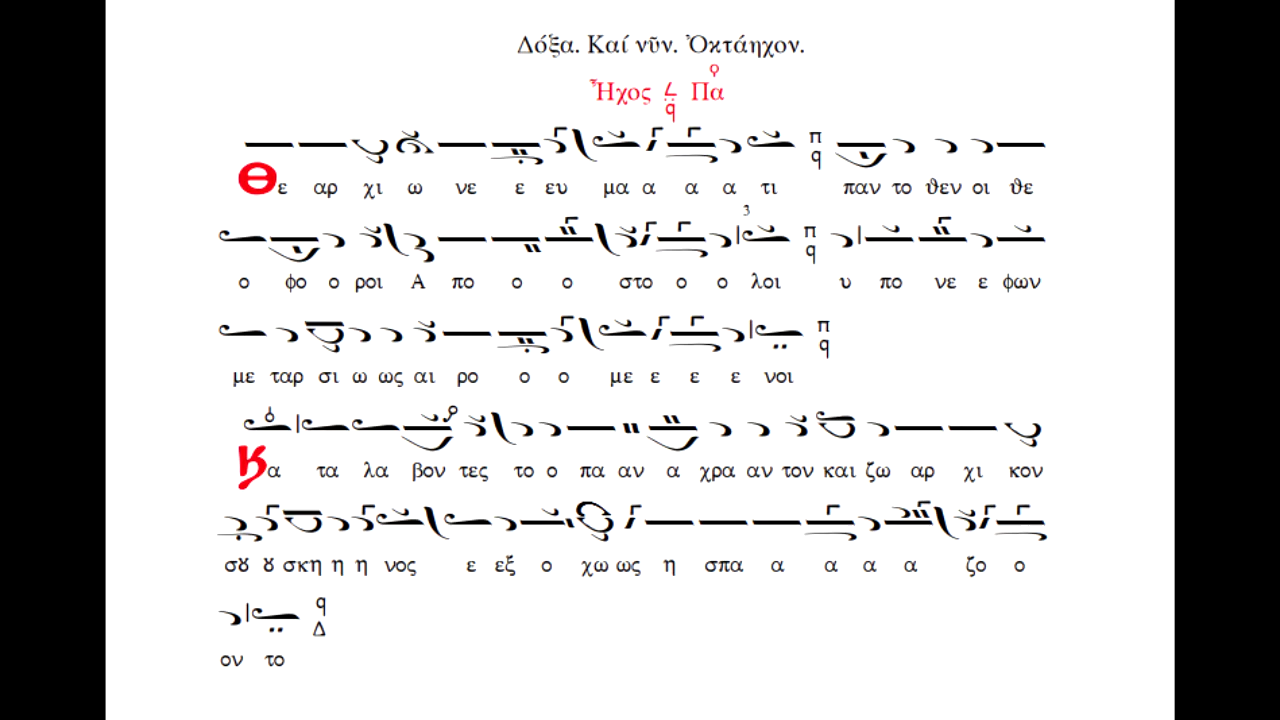 Δόξα. Καί νῦν. Ὀκτάηχον.
Ἦχος Πα
Θε αρ χι ω νε ε ευ μα α α α τι παν το θεν οι θε
ο φο ο ροι Α πο ο ο στο ο ο λοι υ πο νε ε φων
με ταρ σι ω ως αι ρο ο ο με ε ε ε νοι
Κα τα λα βον τες το ο πα αν α χρα αν τον και ζω αρ χι κον
σȣ ȣ σκη η η νος ε εξ ο χω ως η σπα α α α α ζο ο
ον το